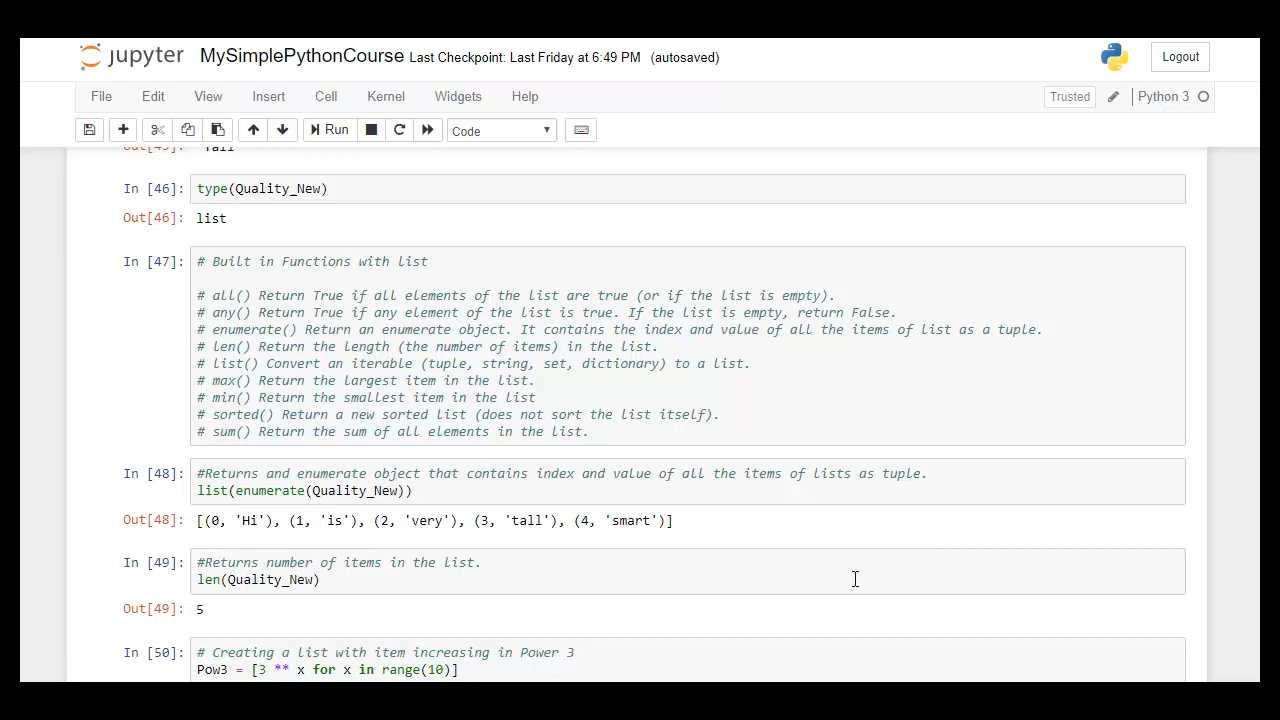 jupyter MySimplePythonCourse Last Checkpoint: Last Friday at 6:49 PM (autosaved) Logout
File Edit View Insert Cell Kernel Widgets Help Trusted Python 3
Run Code
In [46]: type(Quality_New)
Out[46]: list
In [47]: # Built in Functions with list
# all() Return True if all elements of the list are true (or if the list is empty).
# any() Return True if any element of the list is true. If the list is empty, return False.
# enumerate() Return an enumerate object. It contains the index and value of all the items of list as a tuple.
# len() Return the length (the number of items) in the list.
# list() Convert an iterable (tuple, string, set, dictionary) to a list.
# max() Return the largest item in the list.
# min() Return the smallest item in the list
# sorted() Return a new sorted list (does not sort the list itself).
# sum() Return the sum of all elements in the list.
In [48]: #Returns and enumerate object that contains index and value of all the items of lists as tuple.
list(enumerate(Quality_New))
Out[48]: [(0, 'Hi'), (1, 'is'), (2, 'very'), (3, 'tall'), (4, 'smart')]
In [49]: #Returns number of items in the list.
len(Quality_New)
Out[49]: 5
In [50]: # Creating a list with item increasing in Power 3
Pow3 = [3 ** x for x in range(10)]